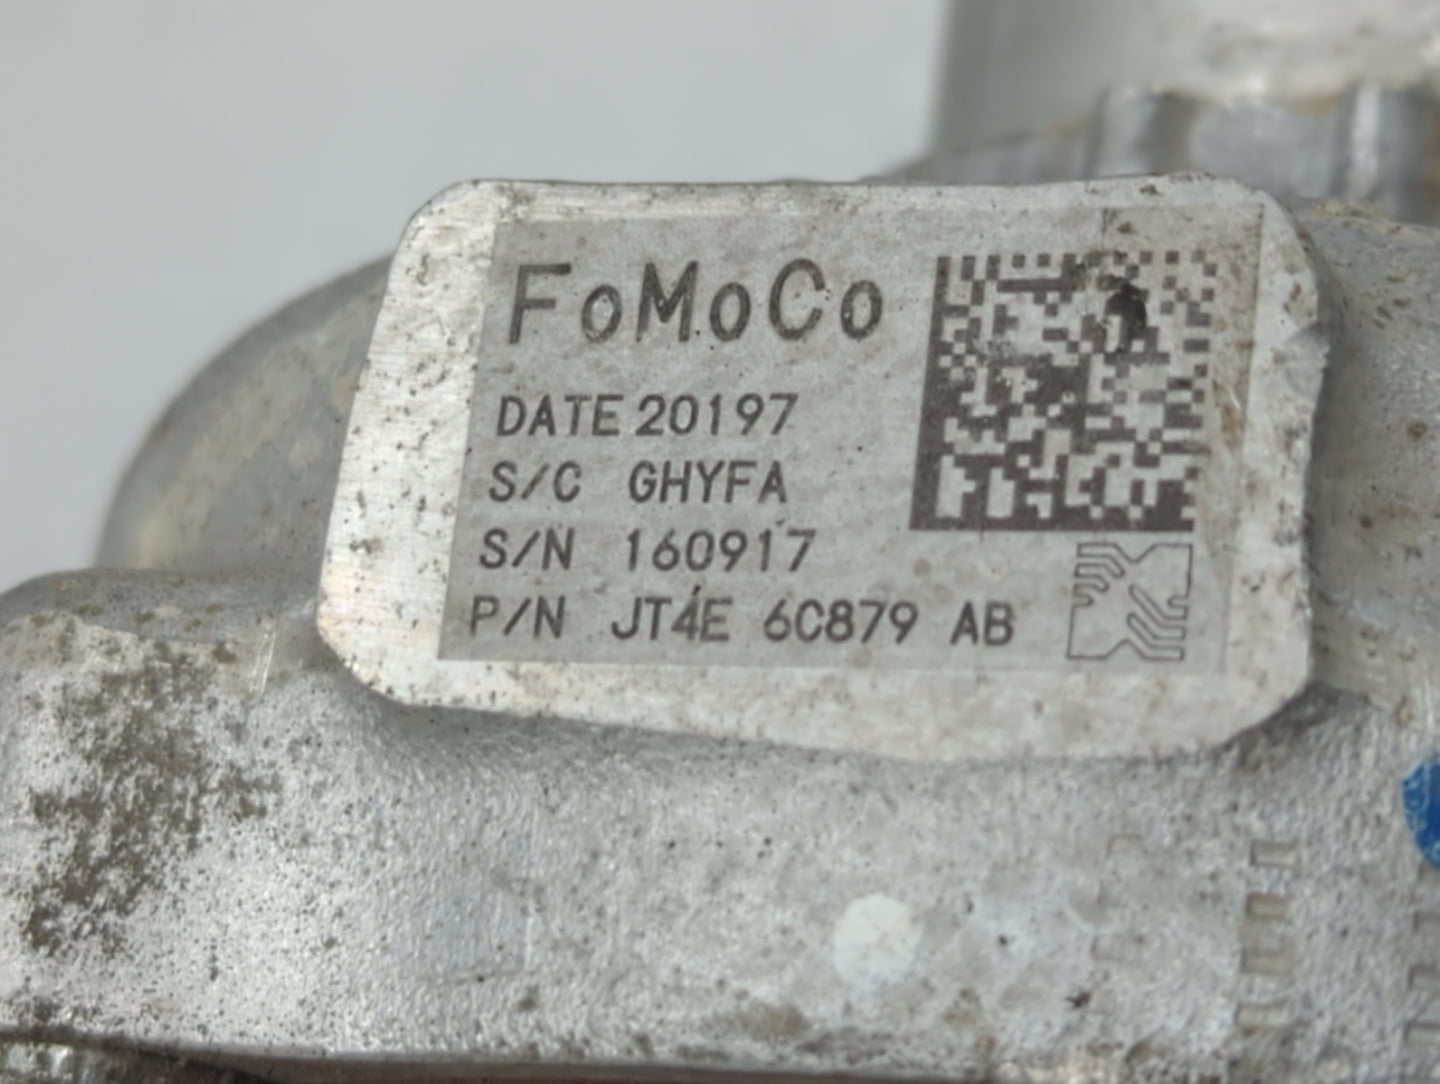 FoMoCo
DATE 20197
S/C GHYFA
S/N 160917
P/N JT4E 6C879 AB